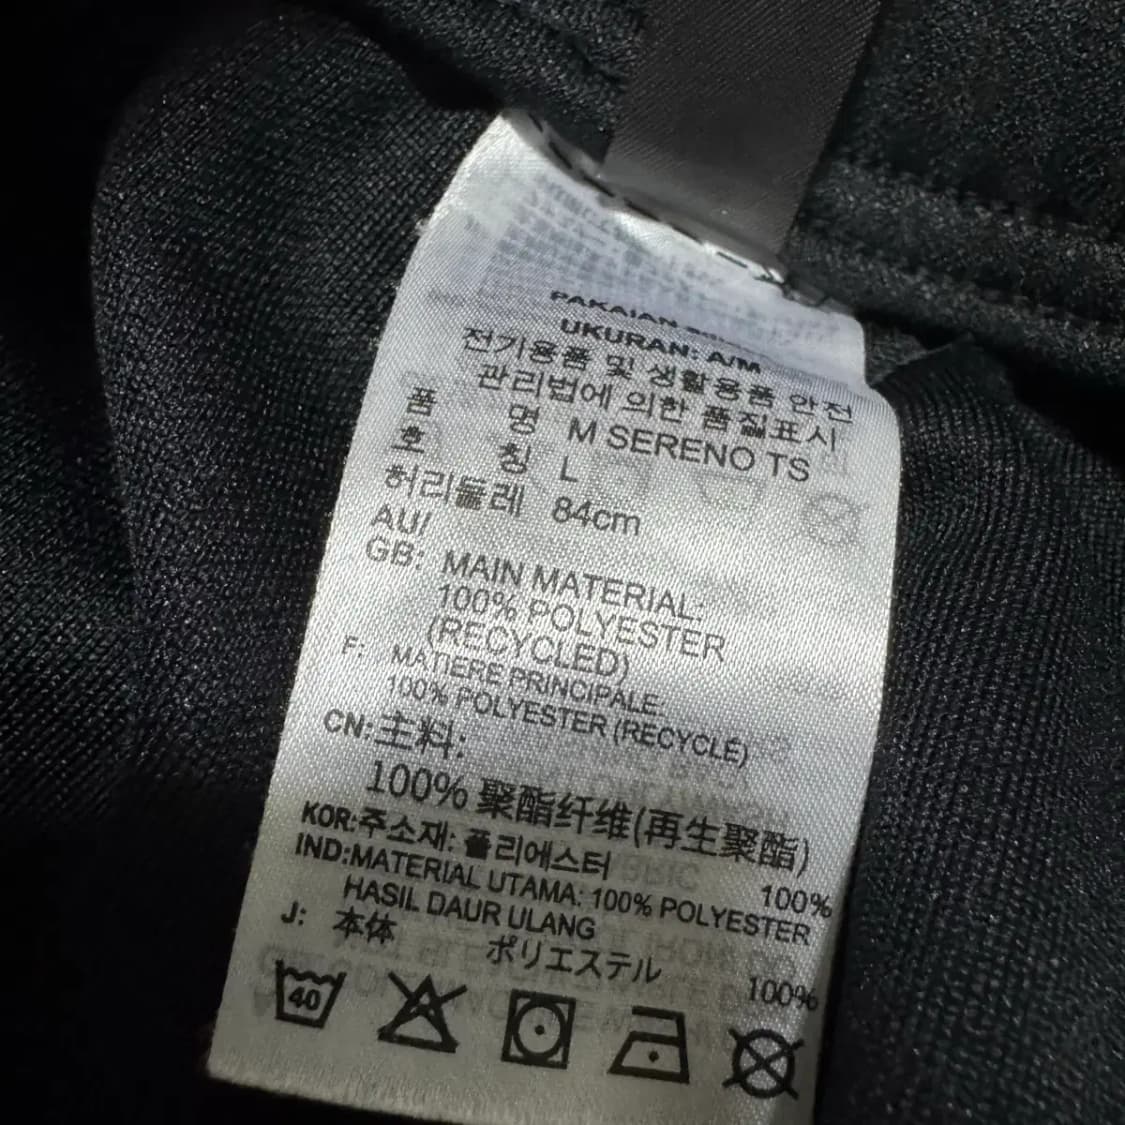 PAKAIAN
UKURAN: A/M
전기용품 및 생활용품 안전
관리법에 의한 품질표시
품 명 M SERENO TS
호 칭 L
허리둘레 84cm
AU/
GB: MAIN MATERIAL:
100% POLYESTER
(RECYCLED)
F: MATIERE PRINCIPALE:
100% POLYESTER (RECYCLÉ)
CN:主料:
100% 聚酯纤维(再生聚酯)
KOR:주소재: 폴리에스터 100%
IND:MATERIAL UTAMA: 100% POLYESTER
HASIL DAUR ULANG
J: 本体 ポリエステル 100%
40